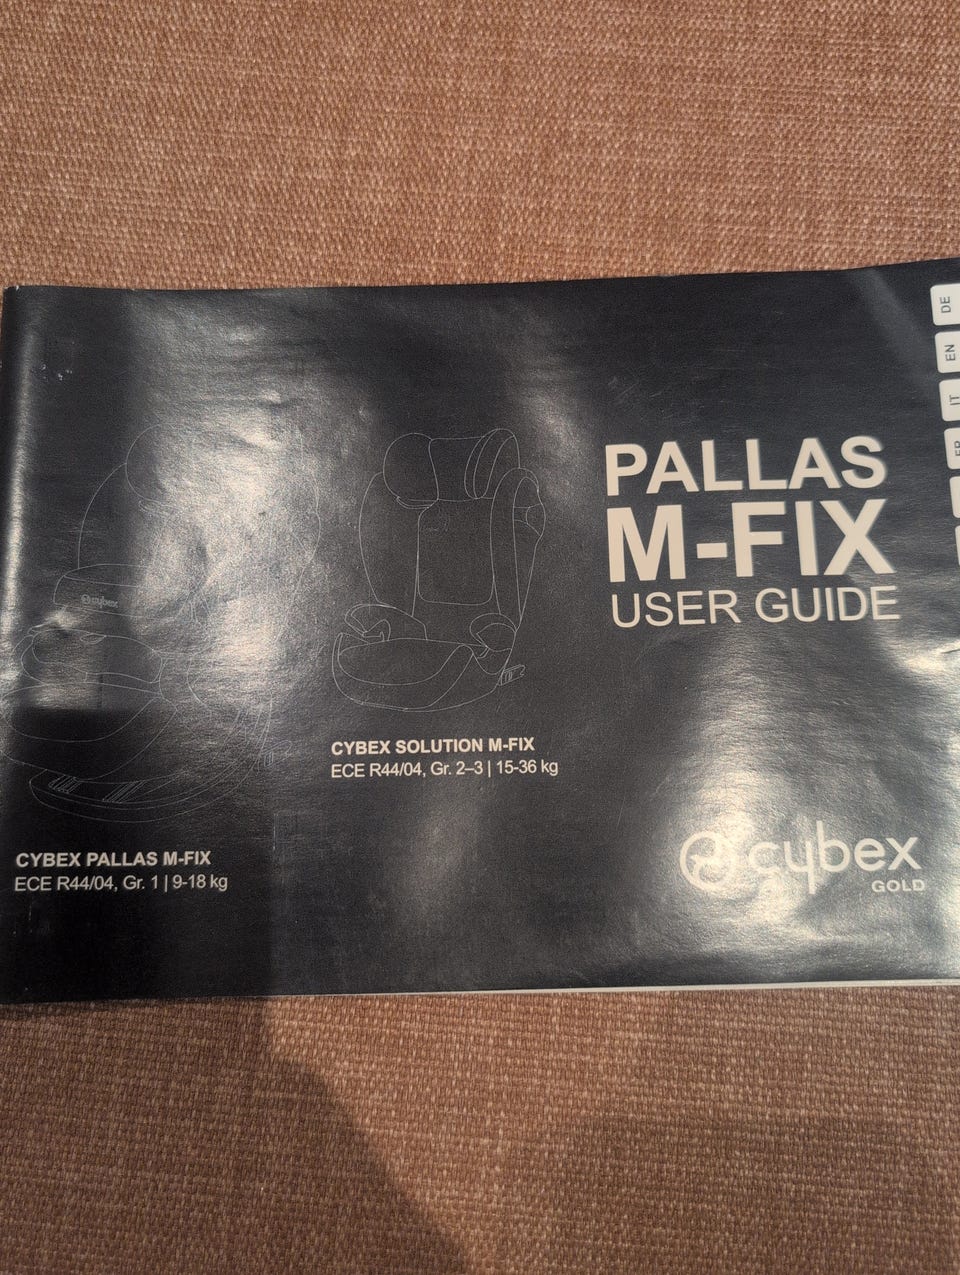 PALLAS
M-FIX
USER GUIDE
CYBEX SOLUTION M-FIX
ECE R44/04, Gr. 2–3 | 15-36 kg
CYBEX PALLAS M-FIX
ECE R44/04, Gr. 1 | 9-18 kg
cybex
GOLD
cybex
DE
EN
IT
FR